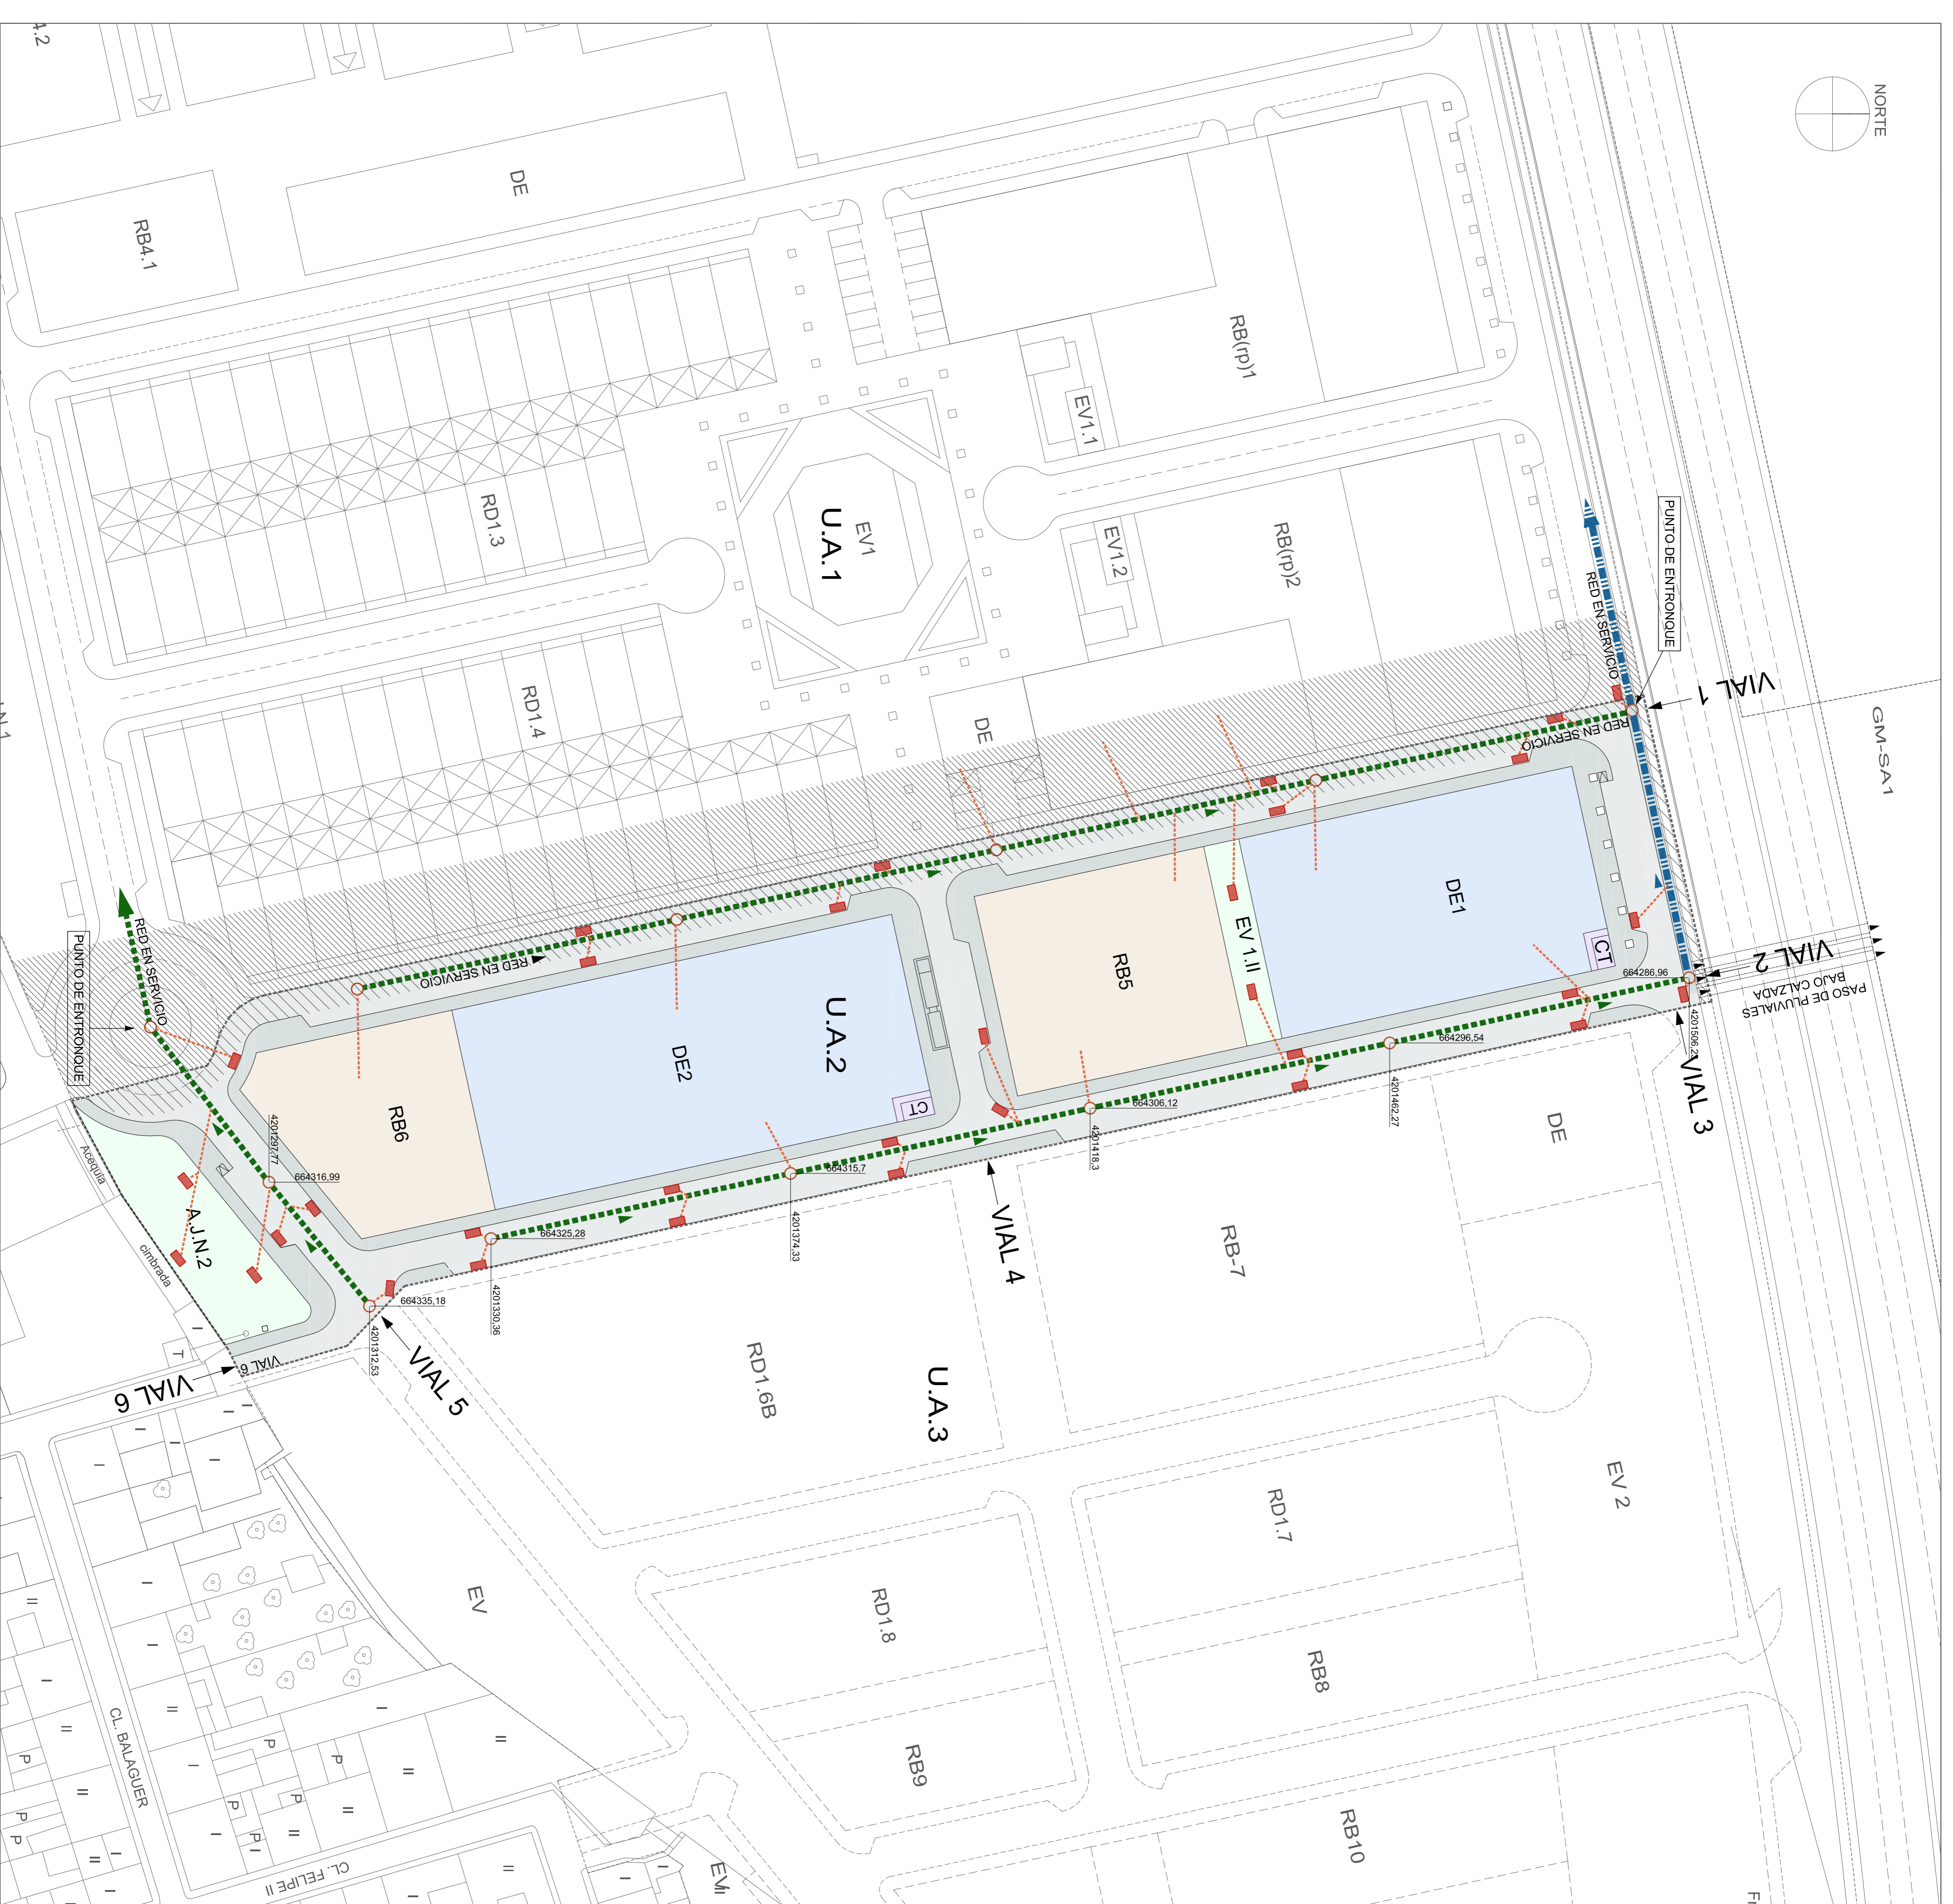 NORTE
4.2
DE
RB4.1
RB(rp)1
EV1.1
RD1.3
EV1
U.A.1
EV1.2
RB(rp)2
PUNTO DE ENTRONQUE
RED EN SERVICIO
VIAL 1
GM-SA1
RD1.4
DE
RED EN SERVICIO
DE1
CT
EV 1.II
RB5
VIAL 2
PASO DE PLUVIALES
BAJO CALZADA
664286,96
VIAL 3
RED EN SERVICIO
PUNTO DE ENTRONQUE
RED EN SERVICIO
U.A.2
DE2
CT
RB6
664296,54
4201462,27
664306,12
4201418,3
664315,7
4201374,33
664325,28
4201330,36
4201297,77
664316,99
664335,18
4201312,53
Acequia
cimbrada
A.J.N.2
T
VIAL 6
VIAL 6
VIAL 5
VIAL 4
DE
RB-7
RD1.6B
U.A.3
EV 2
RD1.7
RD1.8
RB8
RB9
RB10
EV
CL. BALAGUER
CL. FELIPE II
I
II
P